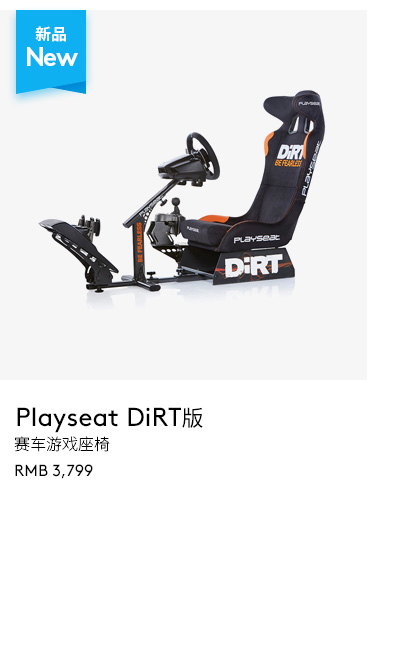 新品
New
PLAYSEAT
DiRT
BE FEARLESS
PLAYSEAT
PLAYSEAT
DiRT
BE FEARLESS
Playseat DiRT版
赛车游戏座椅
RMB 3,799